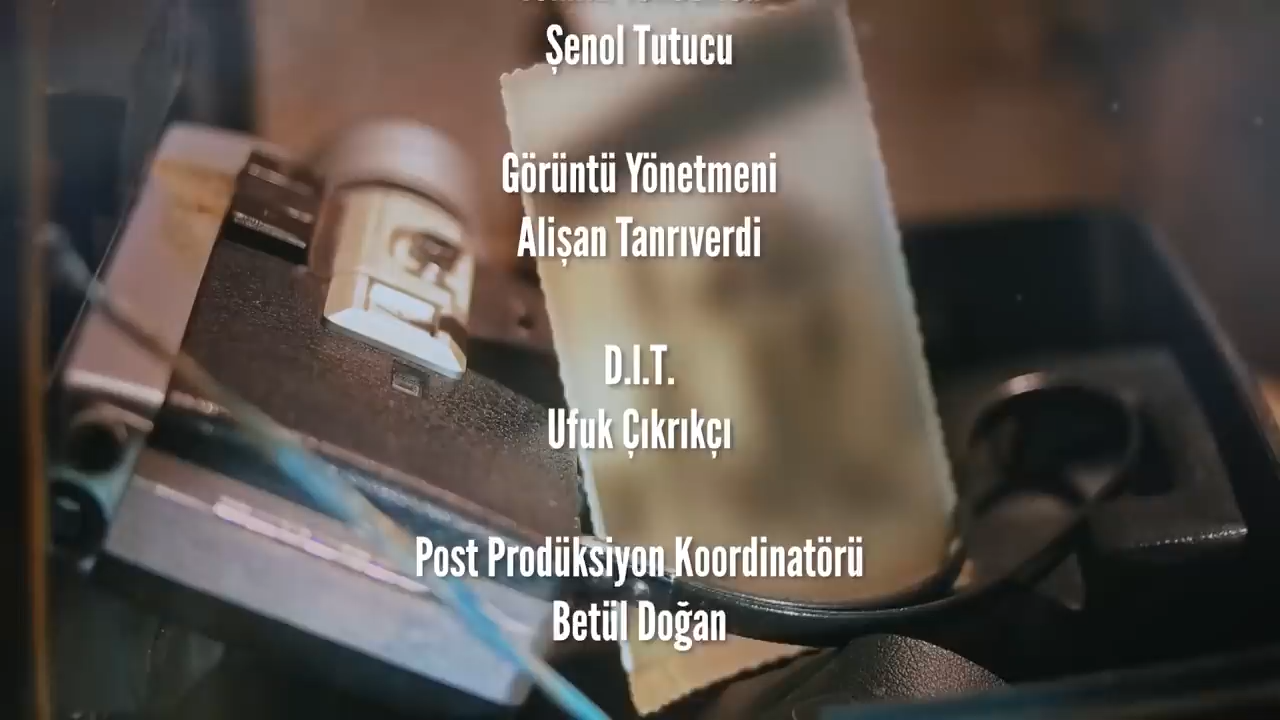 Şenol Tutucu
Görüntü Yönetmeni
Alişan Tanrıverdi
D.I.T.
Ufuk Çıkrıkçı
Post Prodüksiyon Koordinatörü
Betül Doğan